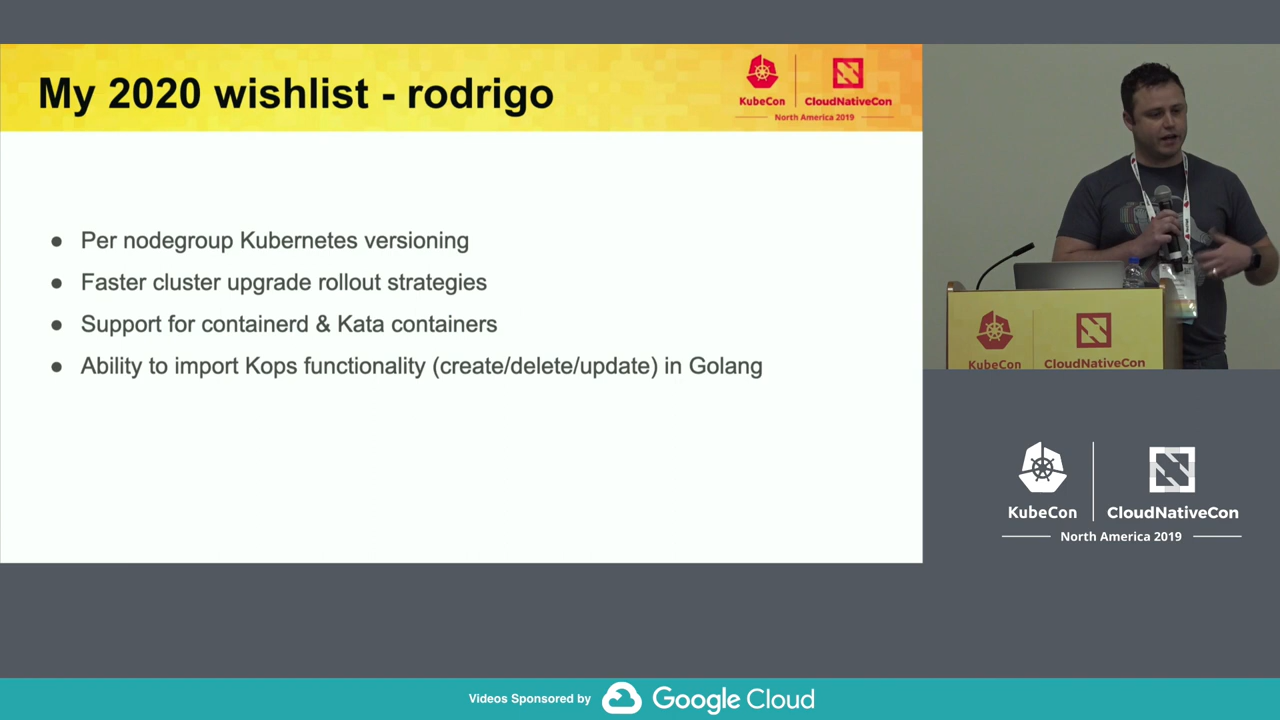 My 2020 wishlist - rodrigo
KubeCon
CloudNativeCon
North America 2019
● Per nodegroup Kubernetes versioning
● Faster cluster upgrade rollout strategies
● Support for containerd & Kata containers
● Ability to import Kops functionality (create/delete/update) in Golang
KubeCon
CloudNativeCon
KubeCon
CloudNativeCon
North America 2019
Videos Sponsored by
Google Cloud